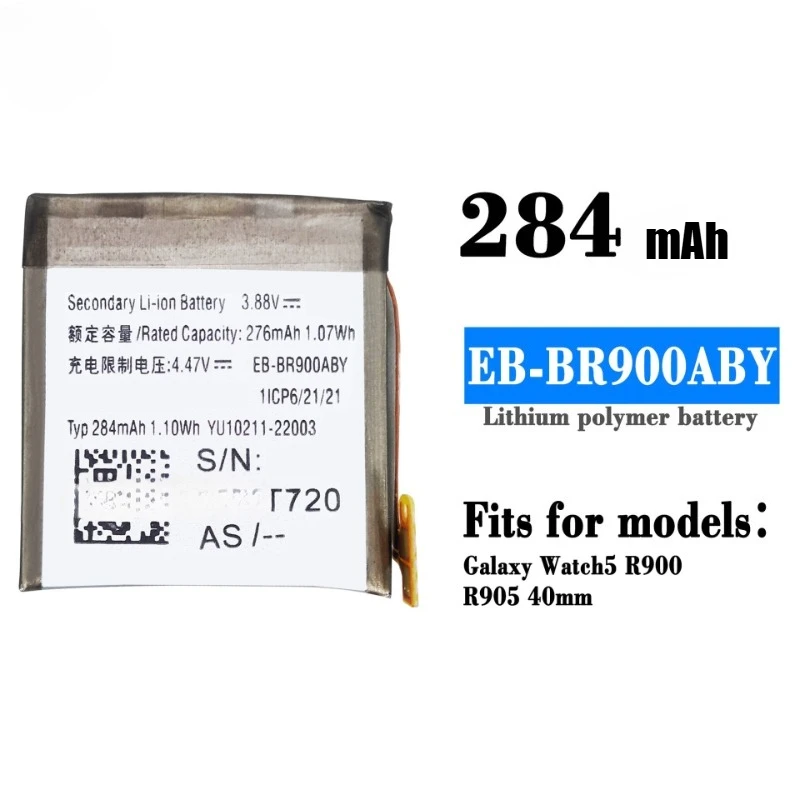 Secondary Li-ion Battery 3.88V⎓
额定容量/Rated Capacity: 276mAh 1.07Wh
充电限制电压:4.47V⎓ EB-BR900ABY
1ICP6/21/21
Typ 284mAh 1.10Wh YU10211-22003
S/N:
T720
AS /--
284 mAh
EB-BR900ABY
Lithium polymer battery
Fits for models:
Galaxy Watch5 R900
R905 40mm